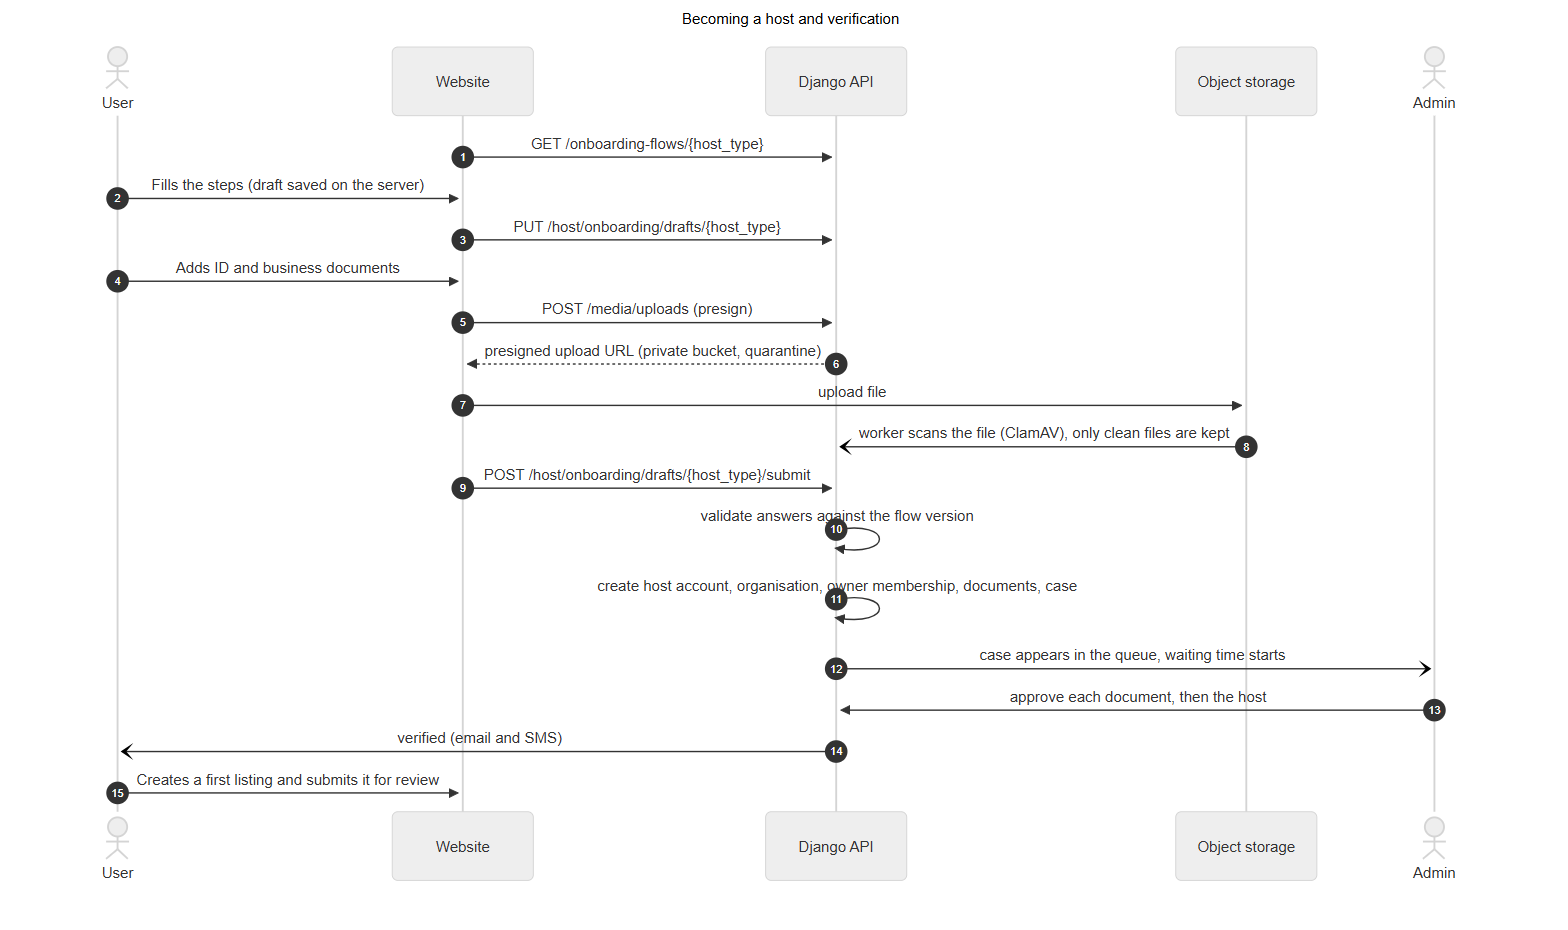 Becoming a host and verification
User
Website
Django API
Object storage
Admin
GET /onboarding-flows/{host_type}
1
Fills the steps (draft saved on the server)
2
PUT /host/onboarding/drafts/{host_type}
3
Adds ID and business documents
4
POST /media/uploads (presign)
5
presigned upload URL (private bucket, quarantine)
6
upload file
7
worker scans the file (ClamAV), only clean files are kept
8
POST /host/onboarding/drafts/{host_type}/submit
9
validate answers against the flow version
10
create host account, organisation, owner membership, documents, case
11
case appears in the queue, waiting time starts
12
approve each document, then the host
13
verified (email and SMS)
14
Creates a first listing and submits it for review
15
User
Website
Django API
Object storage
Admin